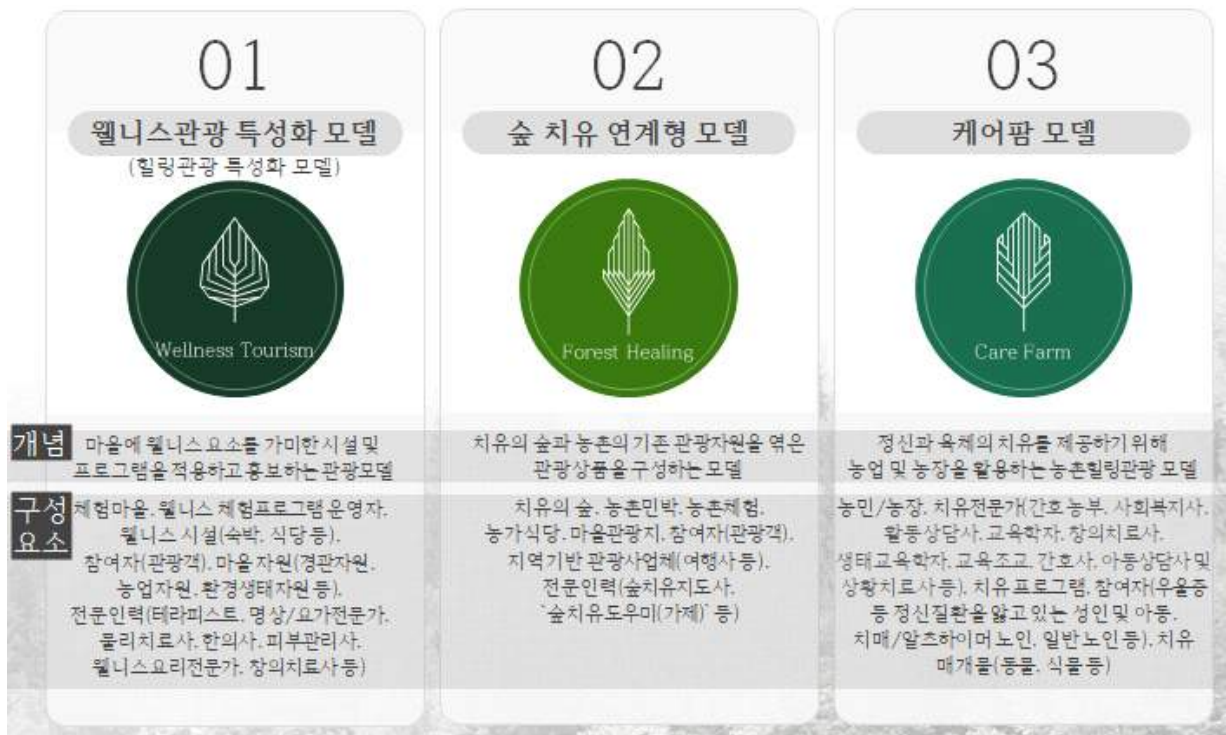 01
웰니스관광 특성화 모델
(힐링관광 특성화 모델)
Wellness Tourism
02
숲 치유 연계형 모델
Forest Healing
03
케어팜 모델
Care Farm
개념
마을에 웰니스 요소를 가미한 시설 및
프로그램을 적용하고 홍보하는 관광모델
치유의 숲과 농촌의 기존 관광자원을 엮은
관광상품을 구성하는 모델
정신과 육체의 치유를 제공하기 위해
농업 및 농장을 활용하는 농촌힐링관광 모델
구성
요소
체험마을, 웰니스 체험프로그램 운영자,
웰니스 시설(숙박, 식당 등),
참여자(관광객), 마을 자원(경관자원,
농업자원, 환경생태자원 등),
전문인력(테라피스트, 명상/요가전문가,
물리치료사, 한의사, 피부관리사,
웰니스요리전문가, 창의치료사 등)
치유의 숲, 농촌민박, 농촌체험,
농가식당, 마을관광지, 참여자(관광객),
지역기반 관광사업체(여행사 등),
전문인력(숲치유지도사,
‘숲치유도우미(가제)’ 등)
농민/농장, 치유전문가(간호농부, 사회복지사,
활동상담사, 교육학자, 창의치료사,
생태교육학자, 교육조교, 간호사, 아동상담사 및
상황치료사 등), 치유 프로그램, 참여자(우울증
등 정신질환을 앓고 있는 성인 및 아동,
치매/알츠하이머 노인, 일반 노인 등), 치유
매개물(동물, 식물 등)